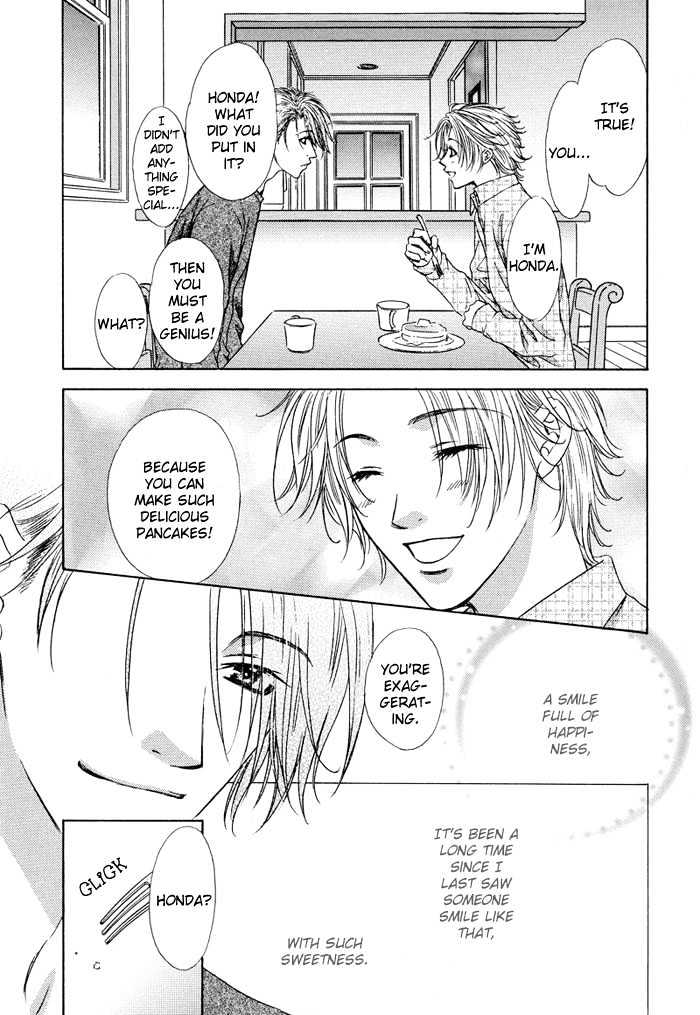 IT'S
TRUE!
YOU...
I'M
HONDA.
HONDA!
WHAT
DID YOU
PUT IN
IT?
I
DIDN'T
ADD
ANY-
THING
SPE-
CIAL...
THEN
YOU
MUST
BE A
GENIUS!
WHAT?
BECAUSE
YOU CAN
MAKE SUCH
DELICIOUS
PANCAKES!
YOU'RE
EXAG-
GERAT-
ING.
A SMILE
FULL OF
HAPPI-
NESS,
IT'S BEEN A
LONG TIME
SINCE I
LAST SAW
SOMEONE
SMILE LIKE
THAT,
WITH SUCH
SWEETNESS.
CLICK
HONDA?